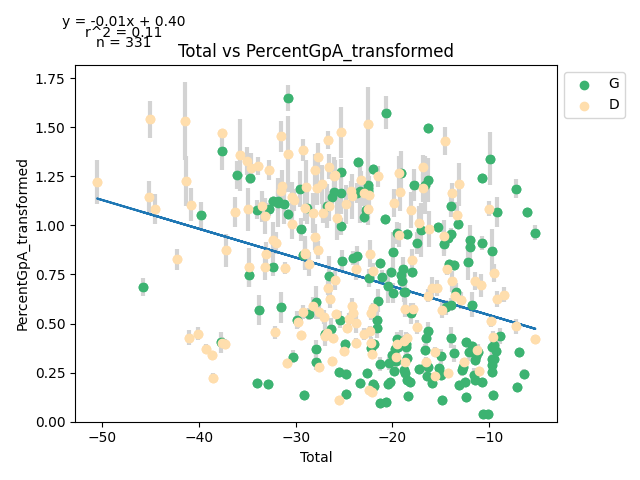 y = -0.01x + 0.40
r^2 = 0.11
n = 331
Total vs PercentGpA_transformed
PercentGpA_transformed
1.75
1.50
1.25
1.00
0.75
0.50
0.25
0.00
−50
−40
−30
−20
−10
Total
G
D